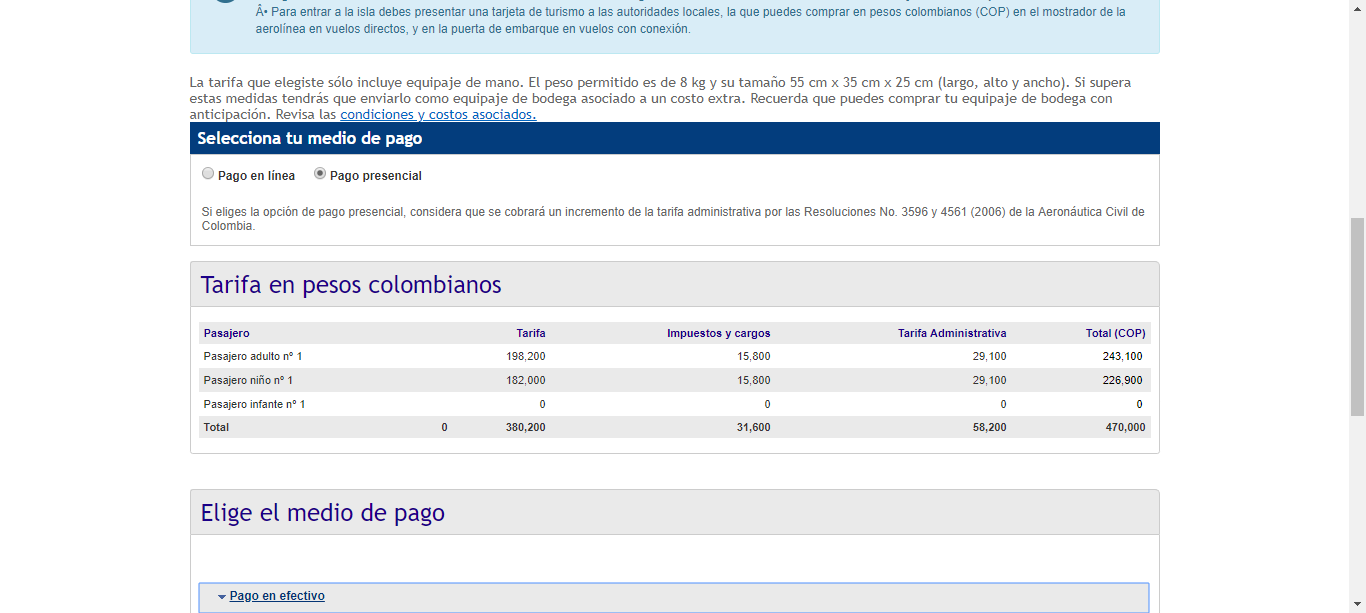 Â• Para entrar a la isla debes presentar una tarjeta de turismo a las autoridades locales, la que puedes comprar en pesos colombianos (COP) en el mostrador de la
aerolínea en vuelos directos, y en la puerta de embarque en vuelos con conexión.
La tarifa que elegiste sólo incluye equipaje de mano. El peso permitido es de 8 kg y su tamaño 55 cm x 35 cm x 25 cm (largo, alto y ancho). Si supera
estas medidas tendrás que enviarlo como equipaje de bodega asociado a un costo extra. Recuerda que puedes comprar tu equipaje de bodega con
anticipación. Revisa las condiciones y costos asociados.
Selecciona tu medio de pago
Pago en línea Pago presencial
Si eliges la opción de pago presencial, considera que se cobrará un incremento de la tarifa administrativa por las Resoluciones No. 3596 y 4561 (2006) de la Aeronáutica Civil de
Colombia.
Tarifa en pesos colombianos
Pasajero Tarifa Impuestos y cargos Tarifa Administrativa Total (COP)
Pasajero adulto nº 1 198,200 15,800 29,100 243,100
Pasajero niño nº 1 182,000 15,800 29,100 226,900
Pasajero infante nº 1 0 0 0 0
Total 0 380,200 31,600 58,200 470,000
Elige el medio de pago
Pago en efectivo